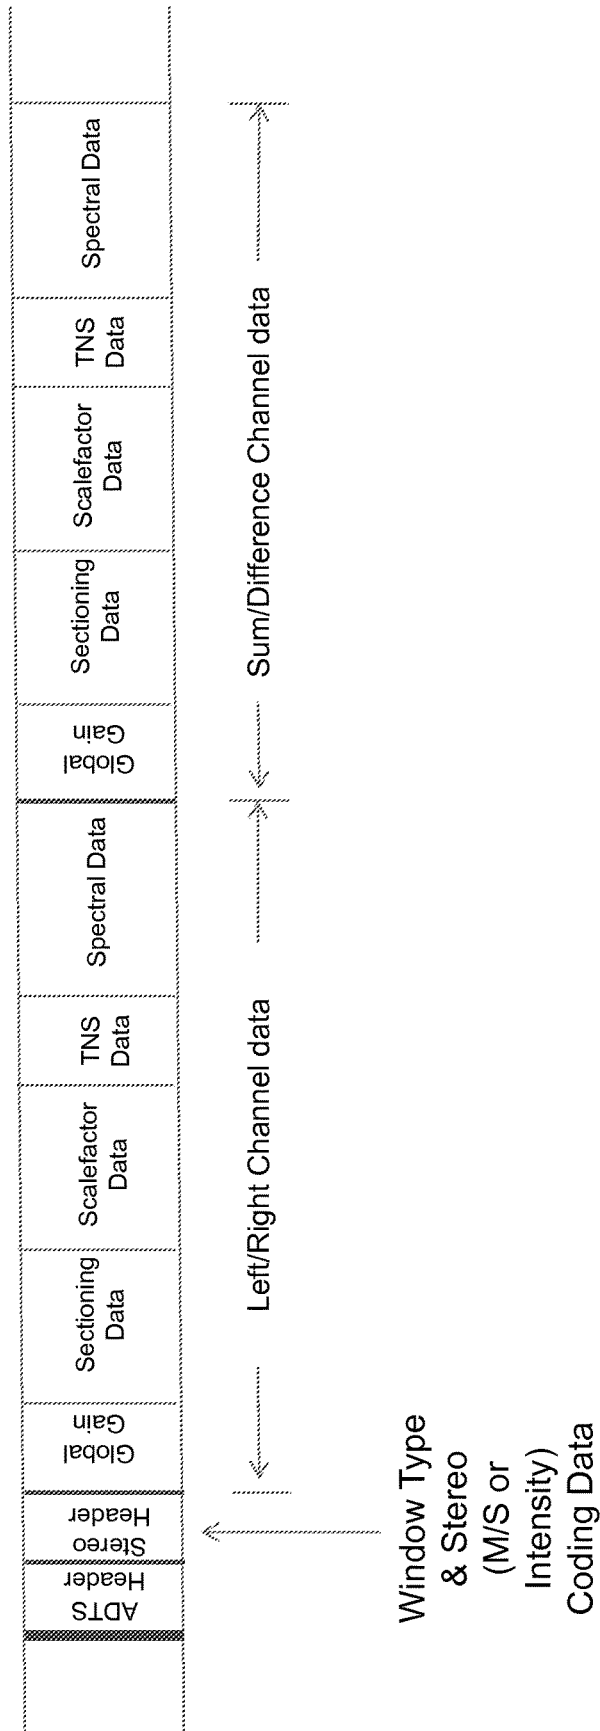 ADTS
Header
Stereo
Header
Global
Gain
Sectioning
Data
Scalefactor
Data
TNS
Data
Spectral Data
Global
Gain
Sectioning
Data
Scalefactor
Data
TNS
Data
Spectral Data
Left/Right Channel data
Sum/Difference Channel data
Window Type
& Stereo
(M/S or
Intensity)
Coding Data